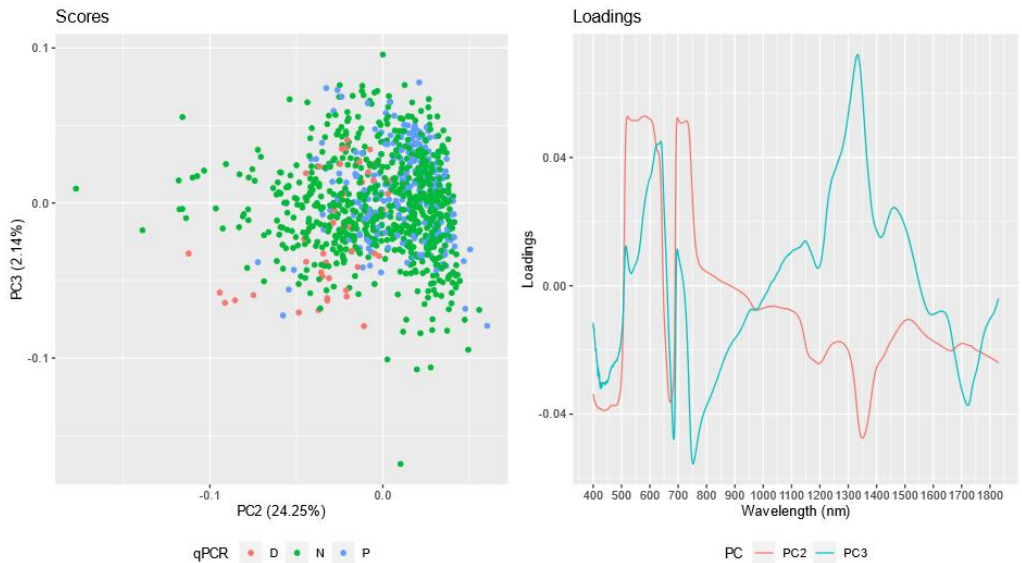 Scores
0.1
0.0
-0.1
PC3 (2.14%)
-0.1
0.0
PC2 (24.25%)
qPCR D N P
Loadings
0.04
0.00
-0.04
Loadings
400 500 600 700 800 900 1000 1100 1200 1300 1400 1500 1600 1700 1800
Wavelength (nm)
PC PC2 PC3